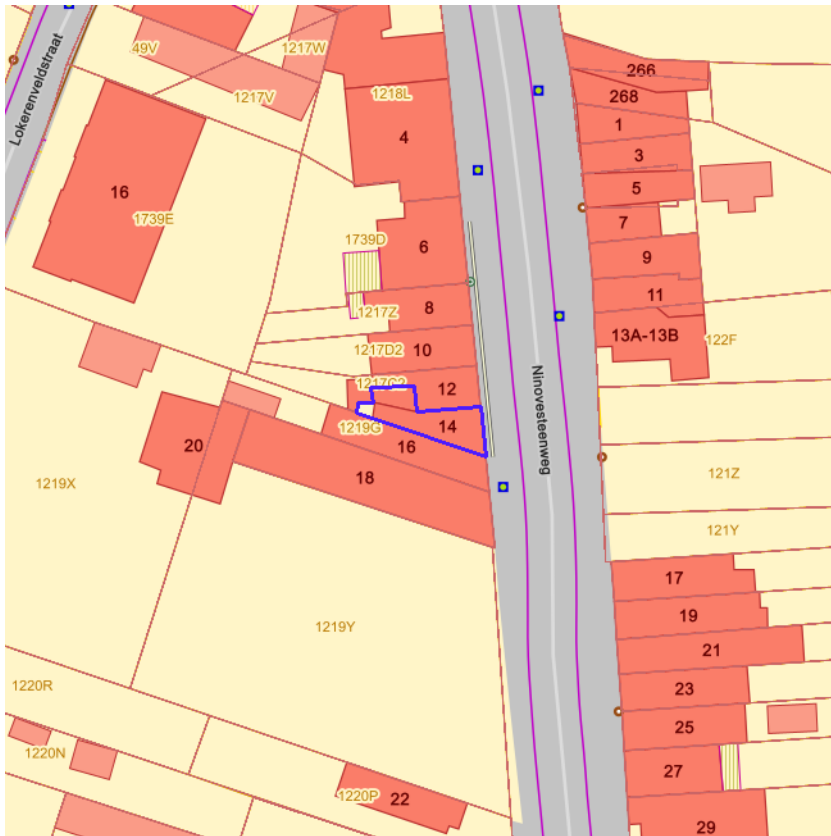 49V
1217W
Lokerenveldstraat
1217V
1218L
4
266
268
1
3
5
7
9
11
13A-13B
122F
16
1739E
1739D
6
1217Z
8
1217D2
10
1217C2
12
14
1219G
16
20
18
Ninovesteenweg
1219X
121Z
121Y
17
19
21
1219Y
23
25
27
29
1220R
1220N
1220P
22